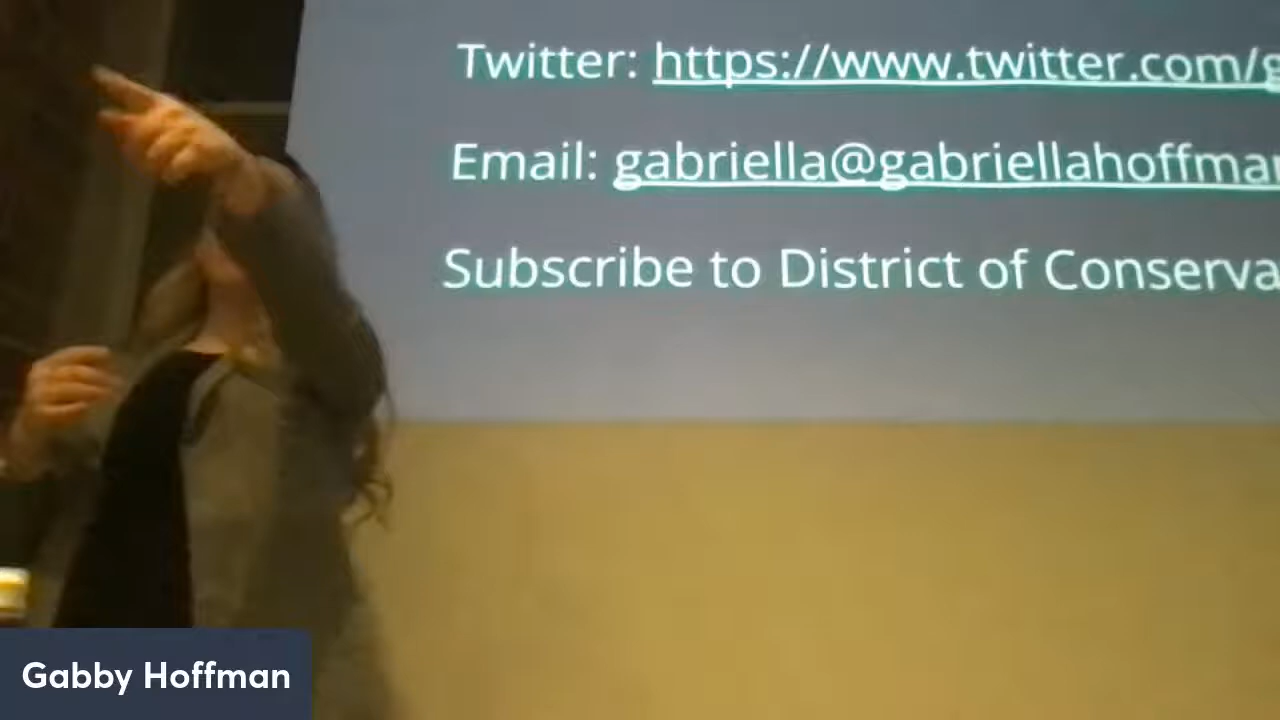 Twitter: https://www.twitter.com/g
Email: gabriella@gabriellahoffma
Subscribe to District of Conserva
Gabby Hoffman